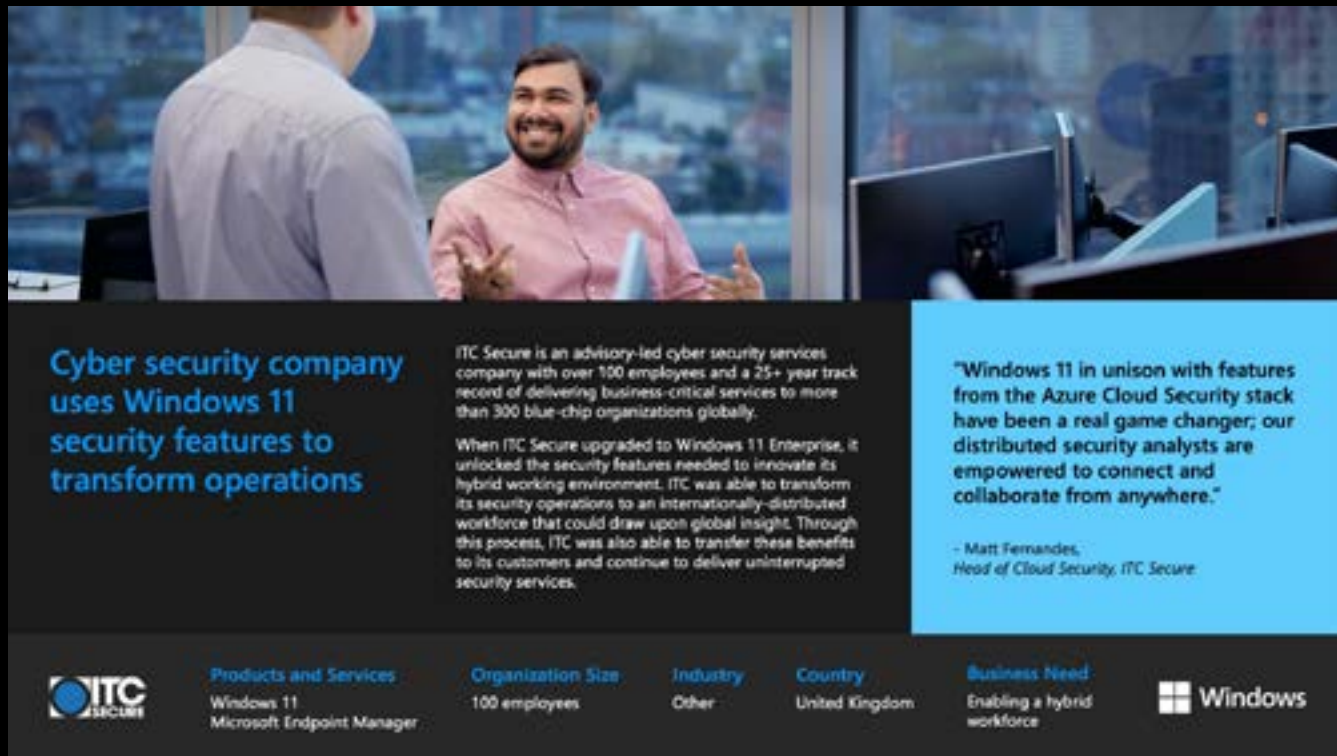 Cyber security company
uses Windows 11
security features to
transform operations
ITC Secure is an advisory-led cyber security services
company with over 100 employees and a 25+ year track
record of delivering business-critical services to more
than 300 blue-chip organizations globally.
When ITC Secure upgraded to Windows 11 Enterprise, it
unlocked the security features needed to innovate its
hybrid working environment. ITC was able to transform
its security operations to an internationally-distributed
workforce that could draw upon global insight. Through
this process, ITC was also able to transfer these benefits
to its customers and continue to deliver uninterrupted
security services.
"Windows 11 in unison with features
from the Azure Cloud Security stack
have been a real game changer; our
distributed security analysts are
empowered to connect and
collaborate from anywhere."
- Matt Fernandes,
Head of Cloud Security, ITC Secure
ITC
SECURE
Products and Services
Windows 11
Microsoft Endpoint Manager
Organization Size
100 employees
Industry
Other
Country
United Kingdom
Business Need
Enabling a hybrid
workforce
Windows